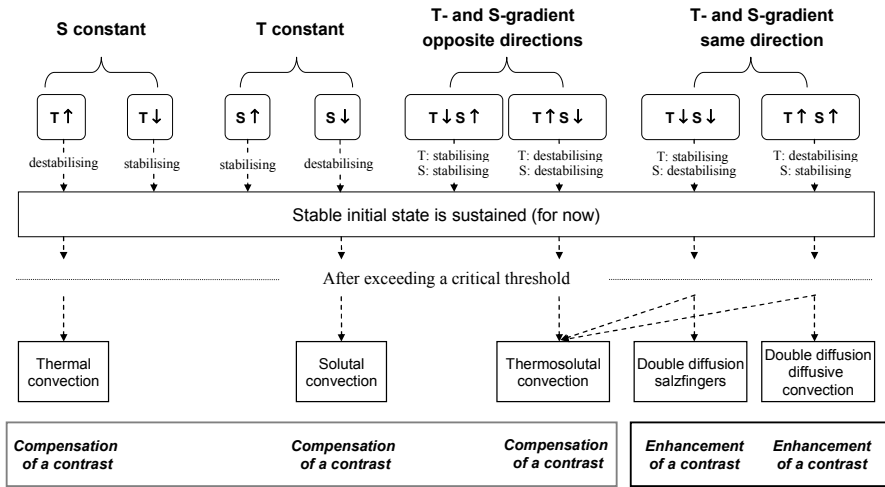 S constant
T constant
T- and S-gradient
opposite directions
T- and S-gradient
same direction
T ↑
T ↓
S ↑
S ↓
T ↓ S ↑
T ↑ S ↓
T ↓ S ↓
T ↑ S ↑
destabilising
stabilising
stabilising
destabilising
T: stabilising
S: stabilising
T: destabilising
S: destabilising
T: stabilising
S: destabilising
T: destabilising
S: stabilising
Stable initial state is sustained (for now)
After exceeding a critical threshold
Thermal
convection
Solutal
convection
Thermosolutal
convection
Double diffusion
salzfingers
Double diffusion
diffusive
convection
Compensation
of a contrast
Compensation
of a contrast
Compensation
of a contrast
Enhancement
of a contrast
Enhancement
of a contrast